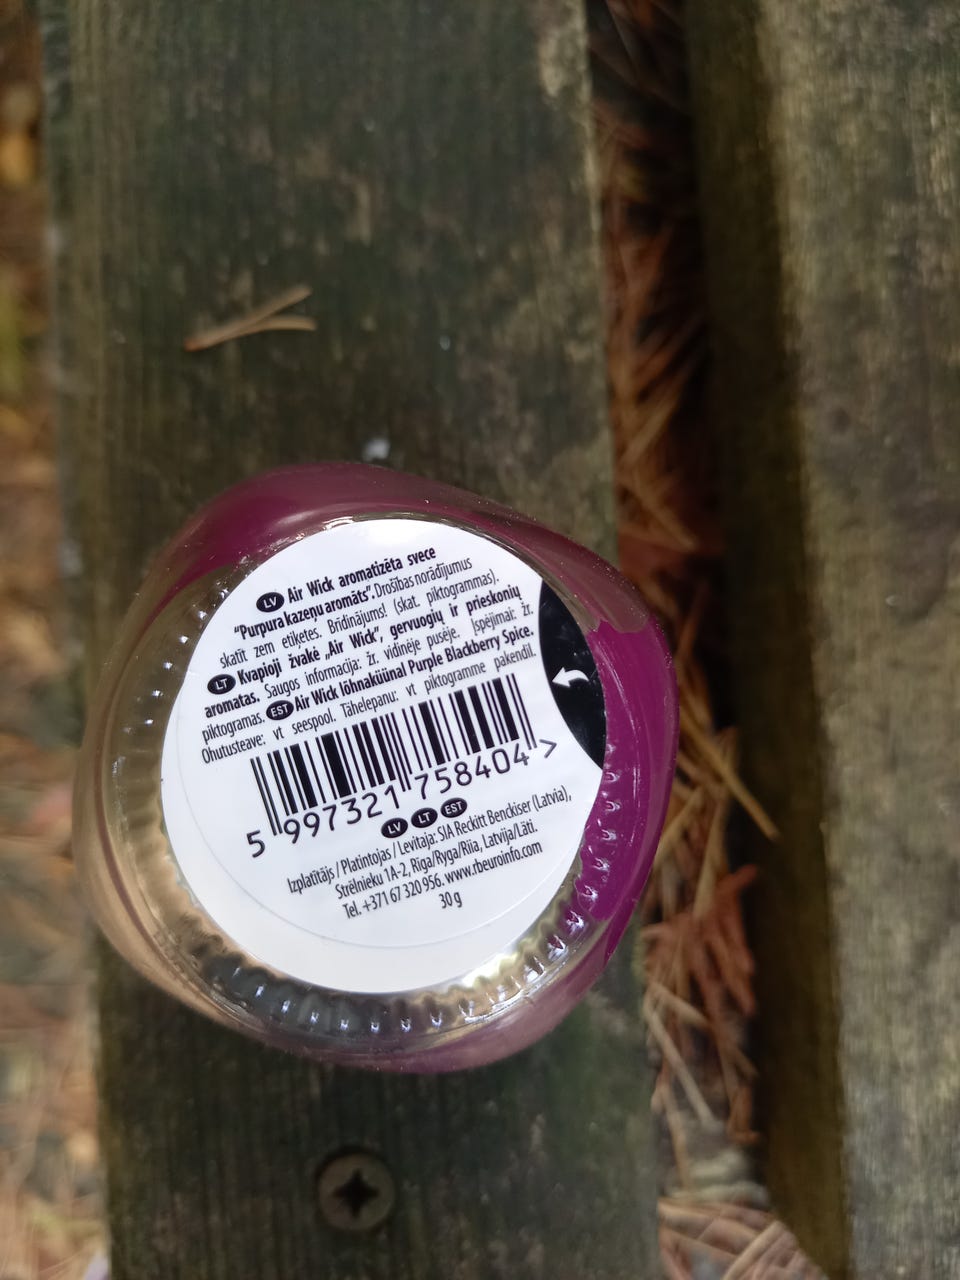 LV Air Wick aromatizēta svece
"Purpura kazeņu aromāts". Drošības norādījumus
skatīt zem etiķetes. Brīdinājums! (skat. piktogrammas).
LT Kvapioji žvakė „Air Wick“, gervuogių ir prieskonių
aromatas. Saugos informacija: žr. vidinėje pusėje. Įspėjimai: žr.
piktogramas. EST Air Wick lõhnaküünal Purple Blackberry Spice.
Ohutusteave: vt seespool. Tähelepanu: vt piktogramme pakendil.
5 997321 758404 >
LV LT EST
Izplatītājs / Platintojas / Levitaja: SIA Reckitt Benckiser (Latvia),
Strēlnieku 1A-2, Rīga/Ryga/Riia, Latvija/Läti.
Tel. +371 67 320 956. www.rbeuroinfo.com
30 g